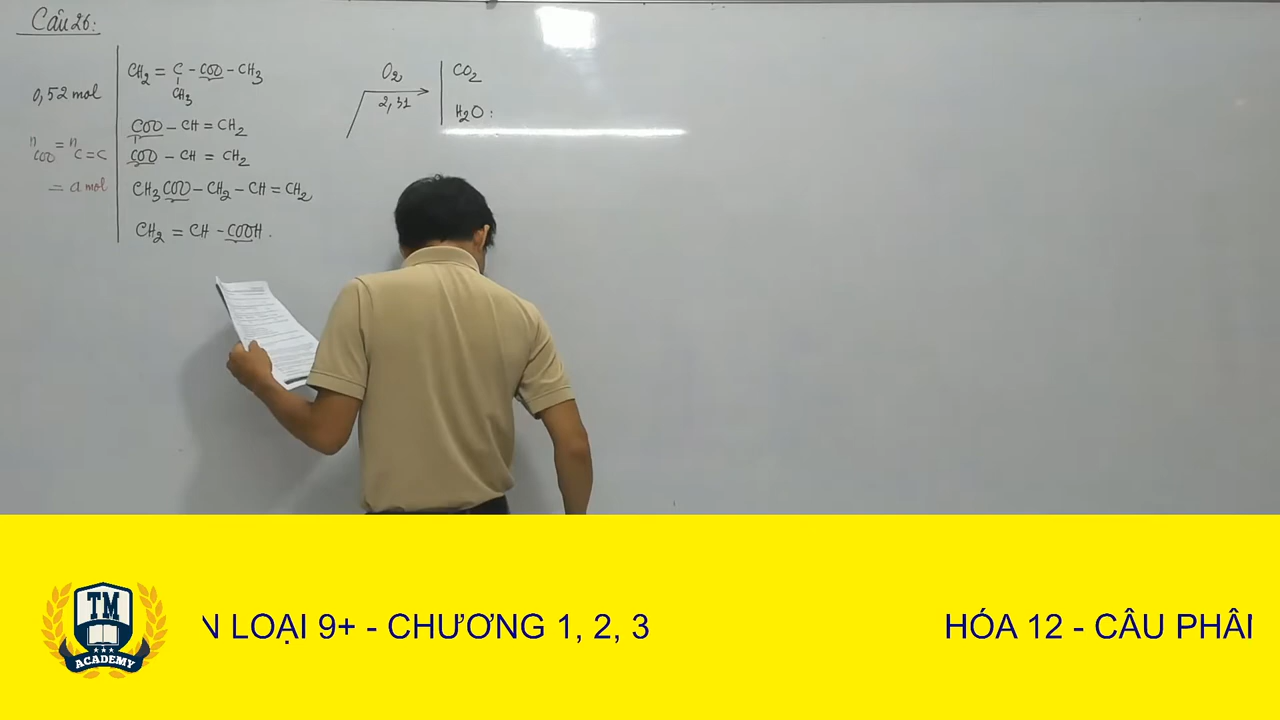 Câu 26:
0,52 mol
n COO = n C=C
= a mol
CH2 = C - COO - CH3
CH3
COO - CH = CH2
COO - CH = CH2
CH3COO - CH2 - CH = CH2
CH2 = CH - COOH.
O2
2,31
CO2
H2O :
N LOẠI 9+ - CHƯƠNG 1, 2, 3
HÓA 12 - CÂU PHÂN
TM
ACADEMY